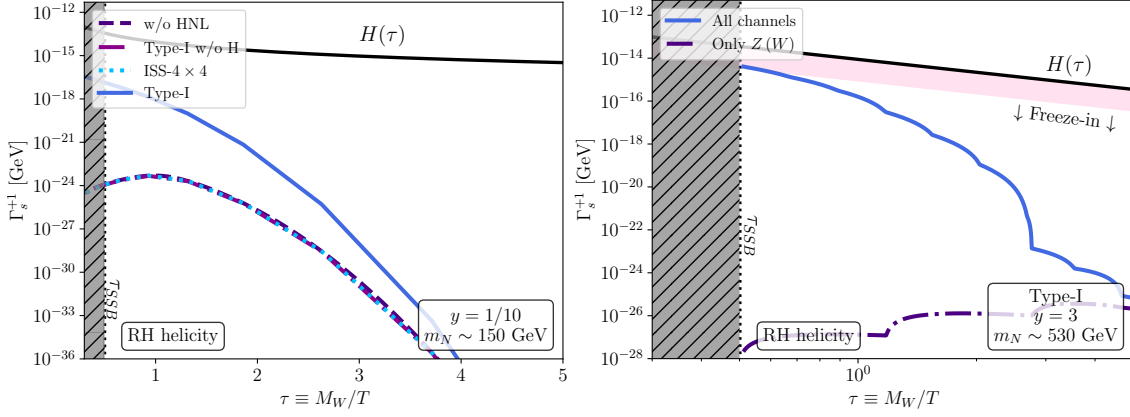 10^{-12}
10^{-15}
10^{-18}
10^{-21}
10^{-24}
10^{-27}
10^{-30}
10^{-33}
10^{-36}
Γ_s^{+1} [GeV]
w/o HNL
Type-I w/o H
ISS-4 × 4
Type-I
H(τ)
τ_{SSB}
RH helicity
y = 1/10
m_N ∼ 150 GeV
1 2 3 4 5
τ ≡ M_W/T
10^{-12}
10^{-14}
10^{-16}
10^{-18}
10^{-20}
10^{-22}
10^{-24}
10^{-26}
10^{-28}
Γ_s^{+1} [GeV]
All channels
Only Z (W)
H(τ)
↓ Freeze-in ↓
τ_{SSB}
RH helicity
Type-I
y = 3
m_N ∼ 530 GeV
10^0
τ ≡ M_W/T